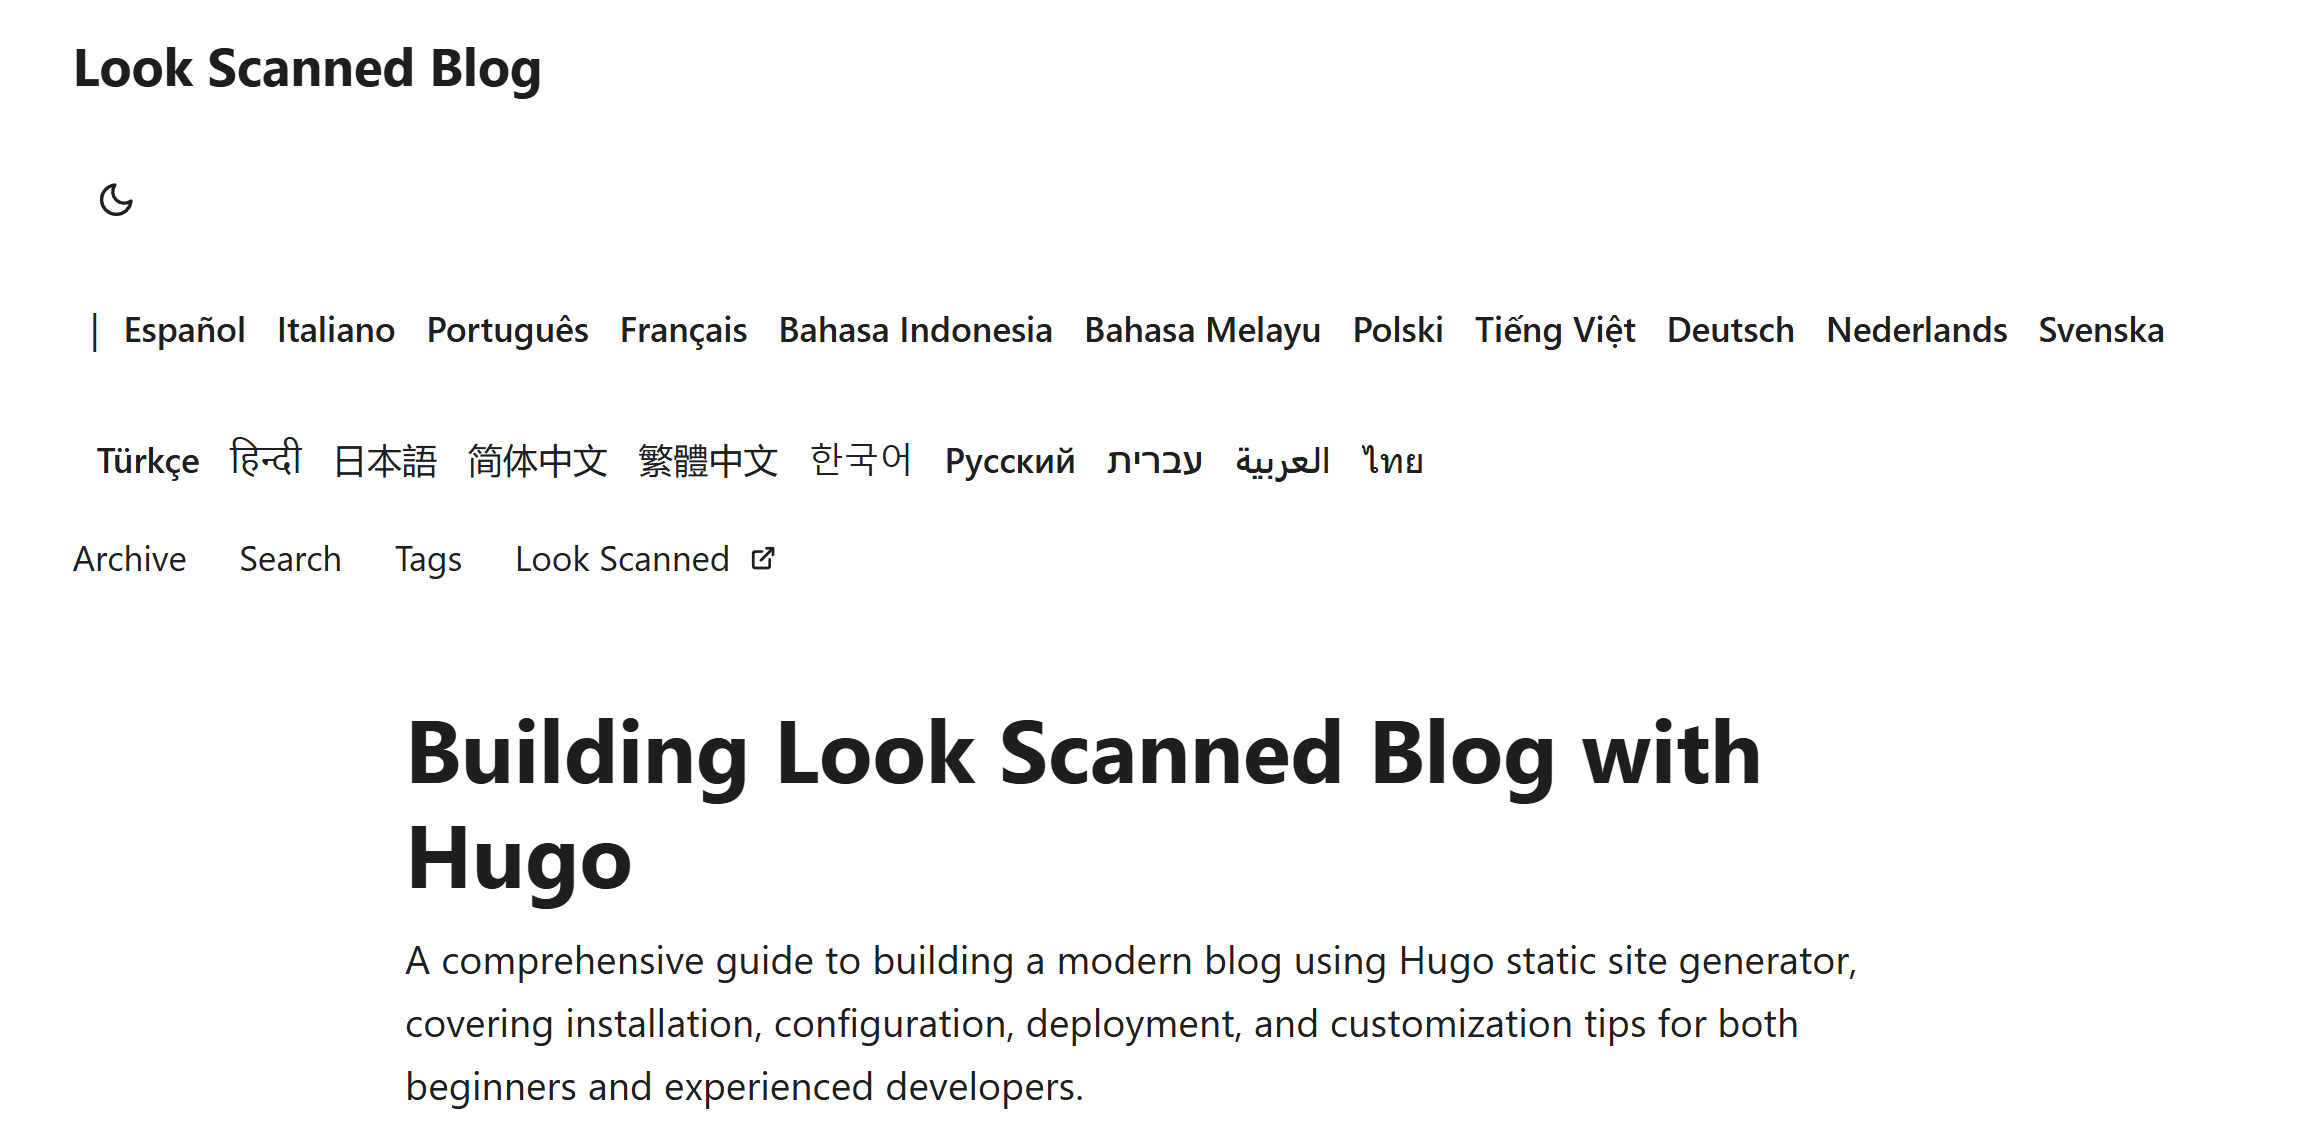 Look Scanned Blog
| Español Italiano Português Français Bahasa Indonesia Bahasa Melayu Polski Tiếng Việt Deutsch Nederlands Svenska
Türkçe हिन्दी 日本語 简体中文 繁體中文 한국어 Русский עברית العربية ไทย
Archive Search Tags Look Scanned
Building Look Scanned Blog with
Hugo
A comprehensive guide to building a modern blog using Hugo static site generator,
covering installation, configuration, deployment, and customization tips for both
beginners and experienced developers.